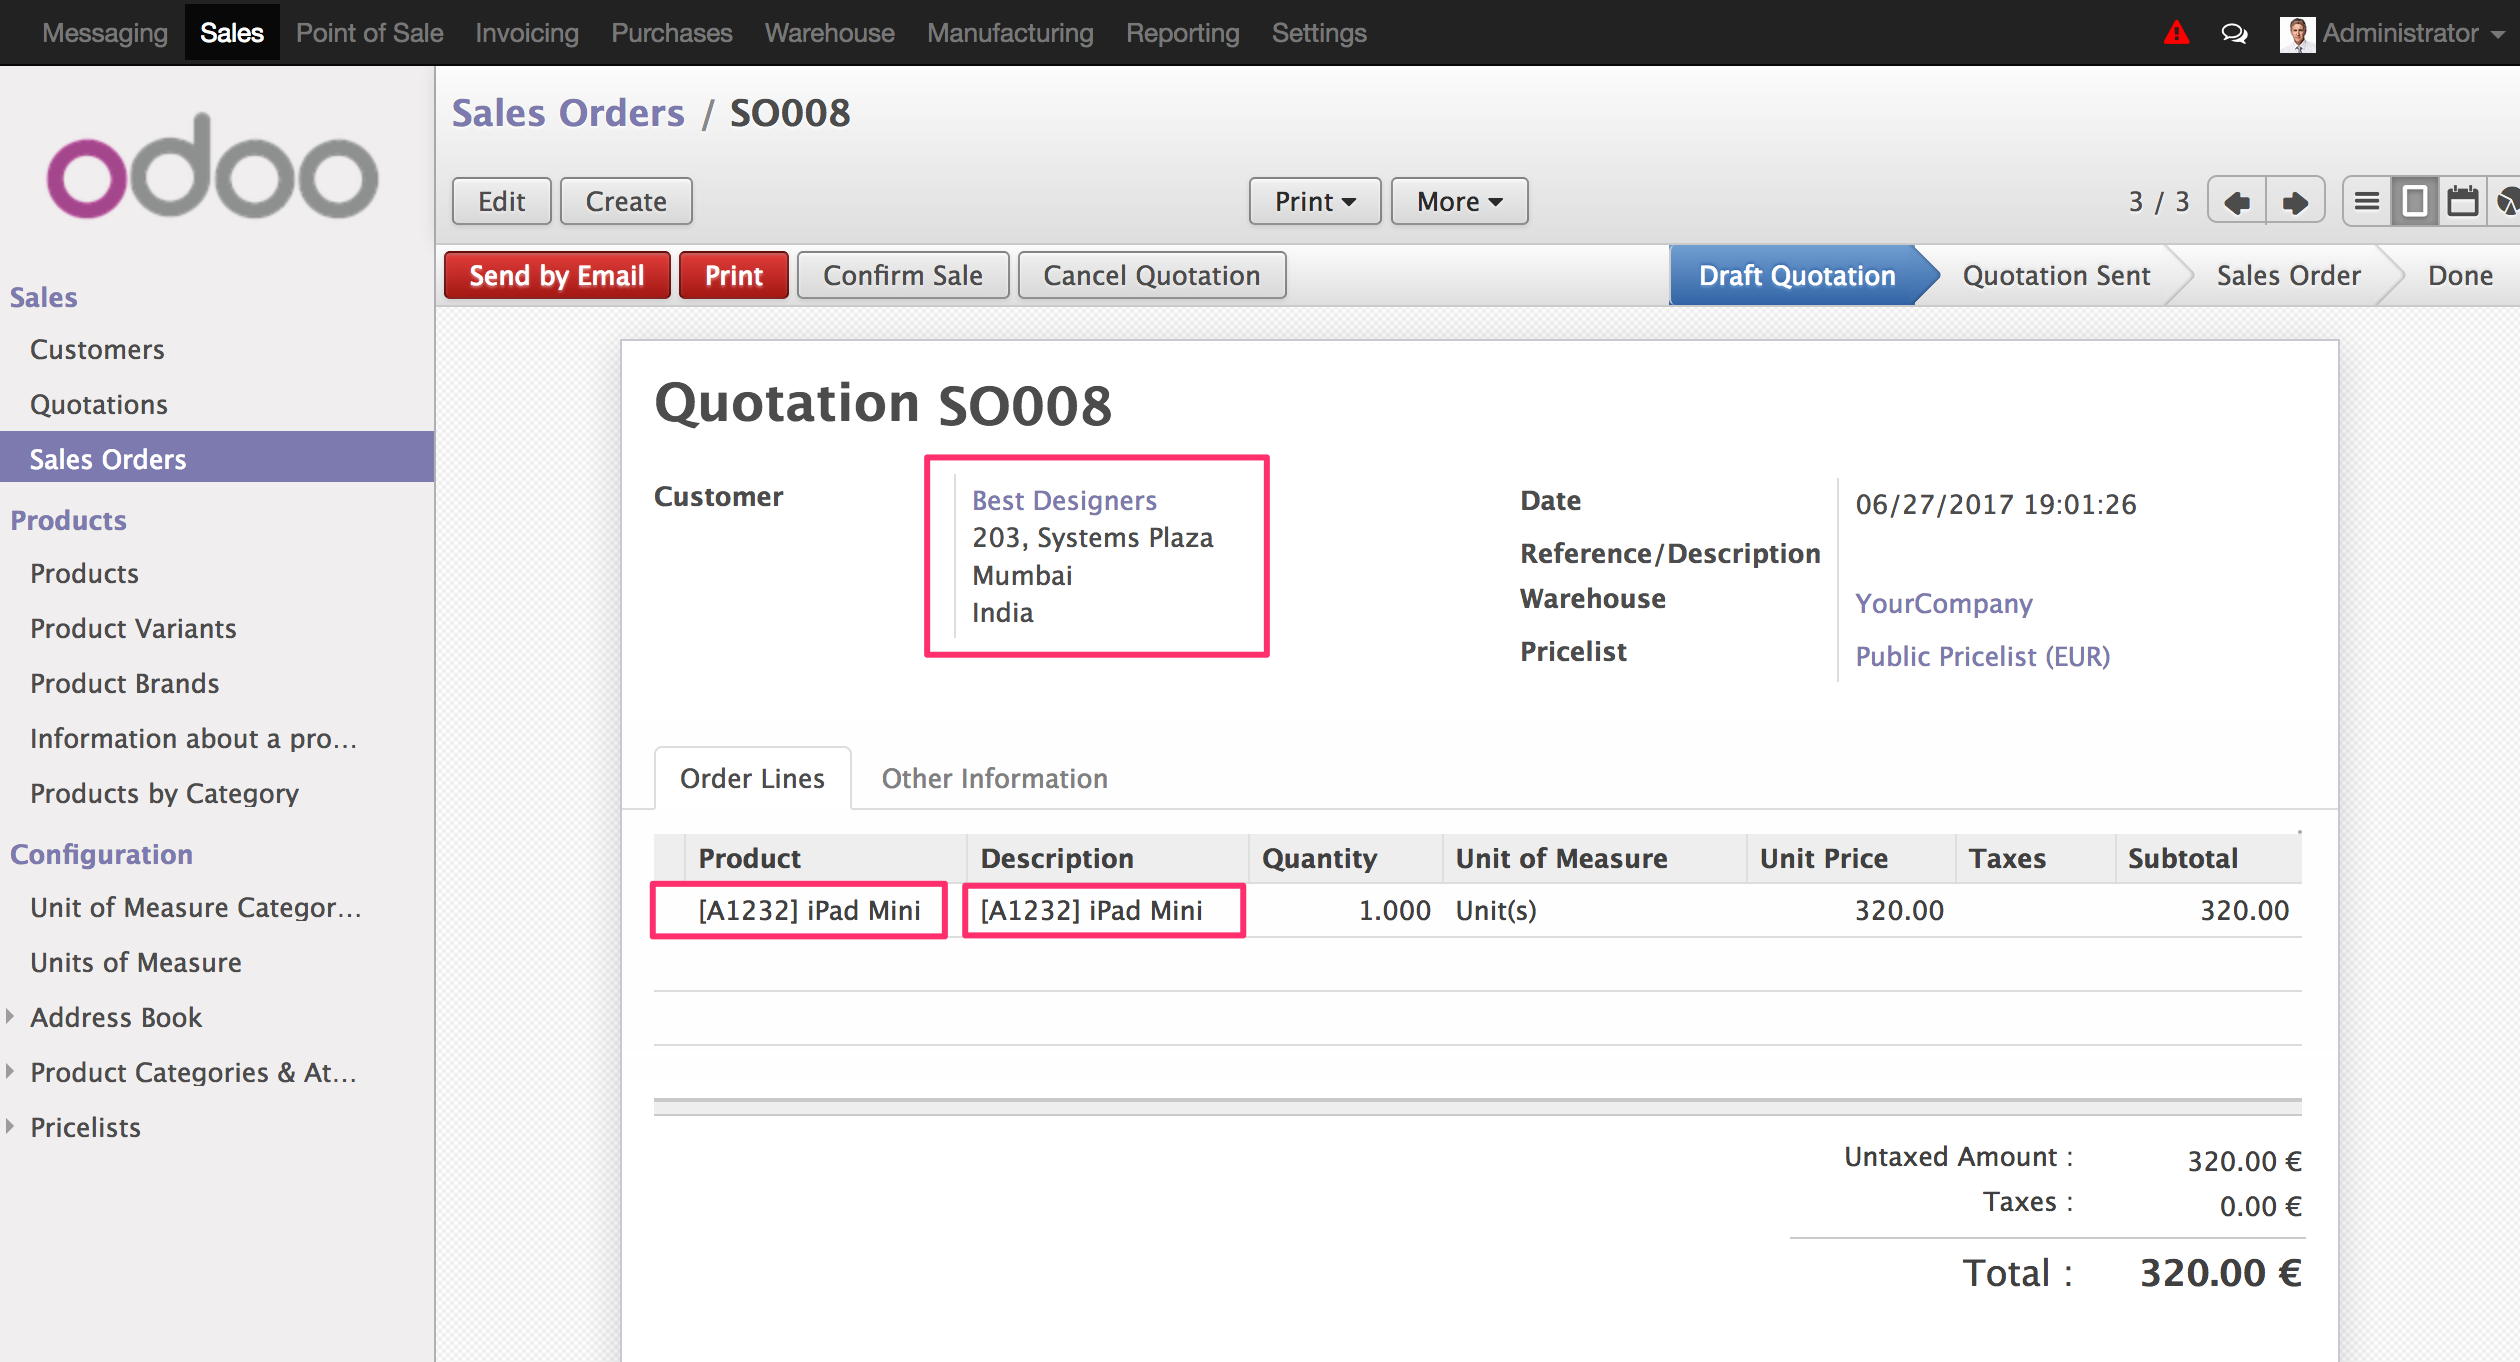 Messaging Sales Point of Sale Invoicing Purchases Warehouse Manufacturing Reporting Settings Administrator
odoo
Sales
Customers
Quotations
Sales Orders
Products
Products
Product Variants
Product Brands
Information about a pro...
Products by Category
Configuration
Unit of Measure Categor...
Units of Measure
Address Book
Product Categories & At...
Pricelists
Sales Orders / SO008
Edit Create Print More 3 / 3
Send by Email Print Confirm Sale Cancel Quotation Draft Quotation Quotation Sent Sales Order Done
Quotation SO008
Customer
Best Designers
203, Systems Plaza
Mumbai
India
Date 06/27/2017 19:01:26
Reference/Description
Warehouse YourCompany
Pricelist Public Pricelist (EUR)
Order Lines Other Information
Product Description Quantity Unit of Measure Unit Price Taxes Subtotal
[A1232] iPad Mini [A1232] iPad Mini 1.000 Unit(s) 320.00 320.00
Untaxed Amount : 320.00 €
Taxes : 0.00 €
Total : 320.00 €